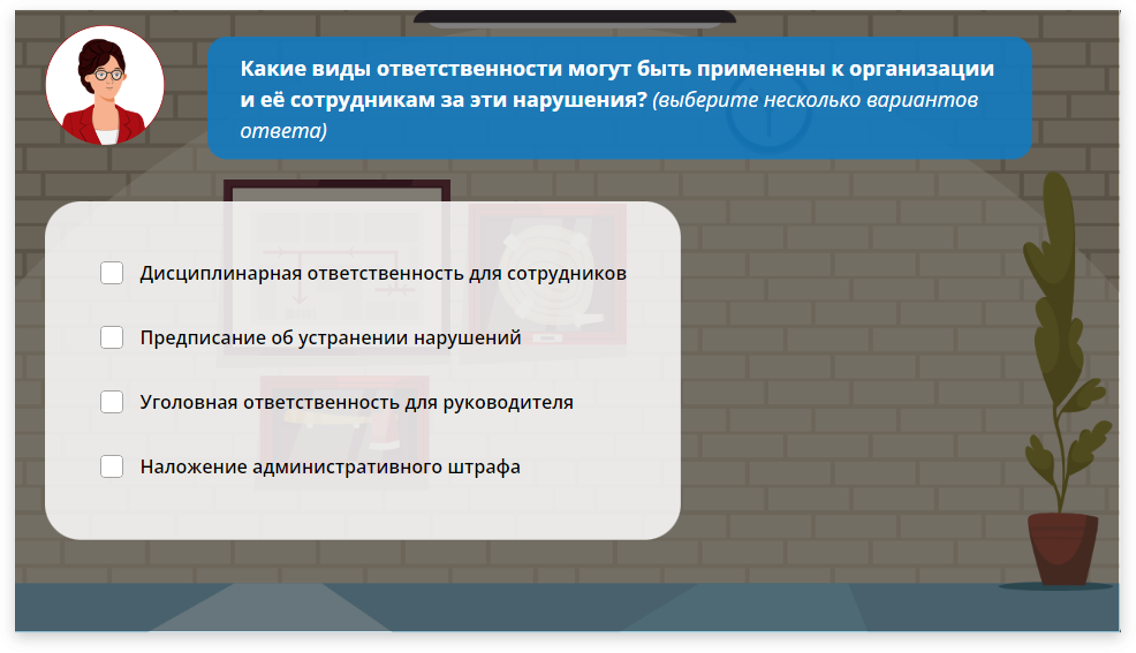 Какие виды ответственности могут быть применены к организации
и её сотрудникам за эти нарушения? (выберите несколько вариантов
ответа)
Дисциплинарная ответственность для сотрудников
Предписание об устранении нарушений
Уголовная ответственность для руководителя
Наложение административного штрафа